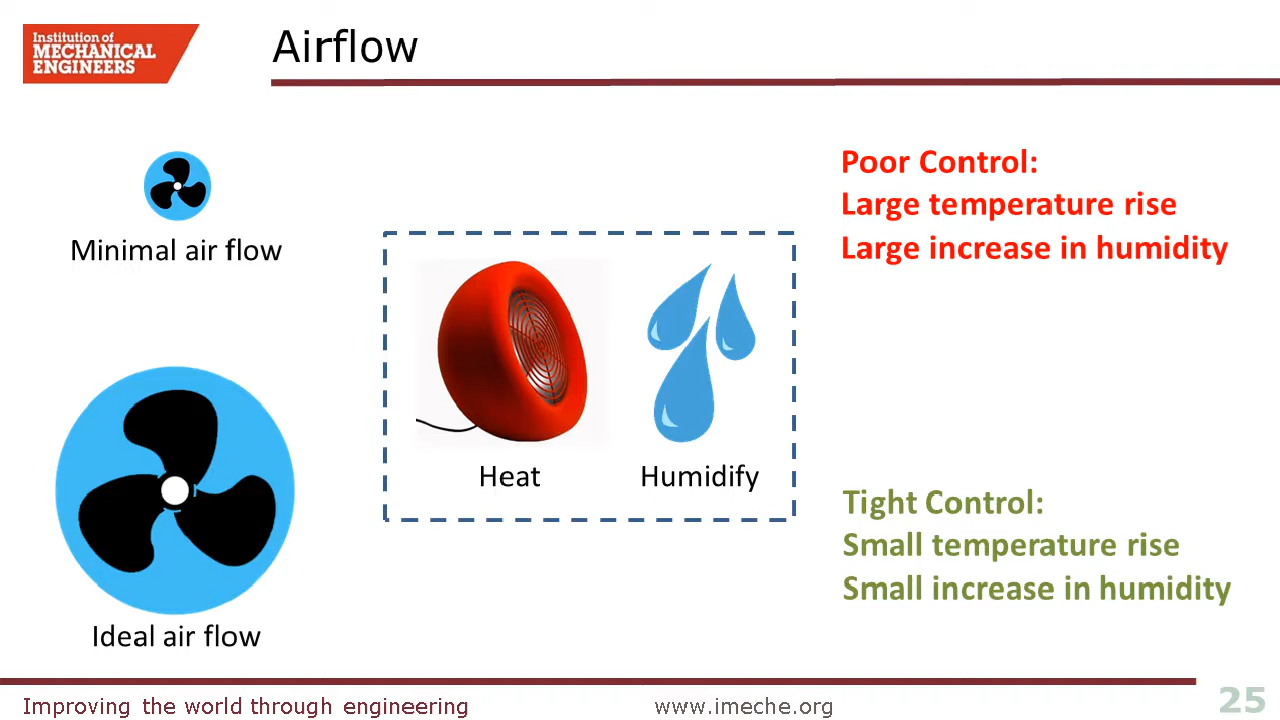 Institution of
MECHANICAL
ENGINEERS
Airflow
Minimal air flow
Poor Control:
Large temperature rise
Large increase in humidity
Heat
Humidify
Ideal air flow
Tight Control:
Small temperature rise
Small increase in humidity
Improving the world through engineering
www.imeche.org
25